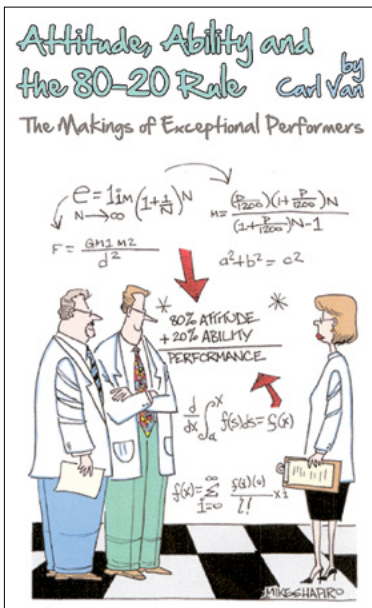 Attitude, Ability and
the 80-20 Rule
by
Carl Van
The Makings of Exceptional Performers
e = lim N→∞ (1+1/N)^N
M = (P/1200)(1+P/1200)N / (1+P/1200)N-1
F = GM1 M2 / d²
a²+b² = c²
* 80% ATTITUDE *
+ 20% ABILITY
PERFORMANCE
d/dx ∫ₐˣ f(s)ds = f(x)
f(x) = ∑ i=0 ∞ f(i)(0) / i! x i
MIKE SHAPIRO